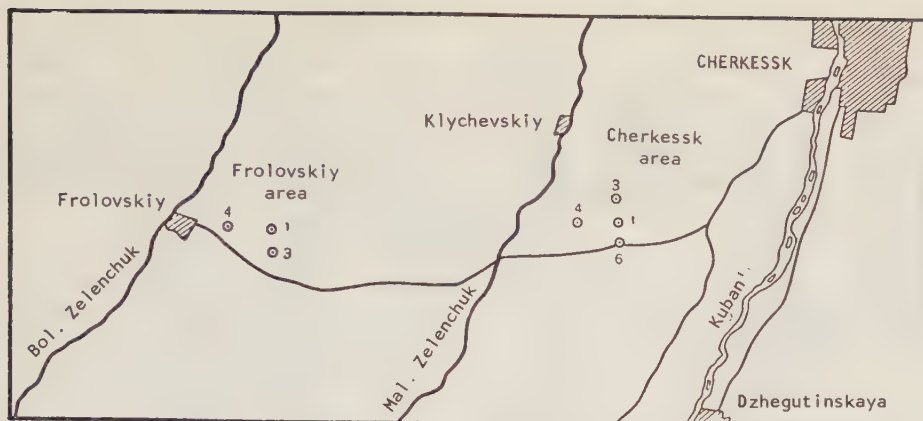 CHERKESSK
Klychevskiy
Cherkessk
area
Frolovskiy
area
Frolovskiy
3
4
1
6
4
1
3
Bol. Zelenchuk
Mal. Zelenchuk
Kuban'
Dzhegutinskaya